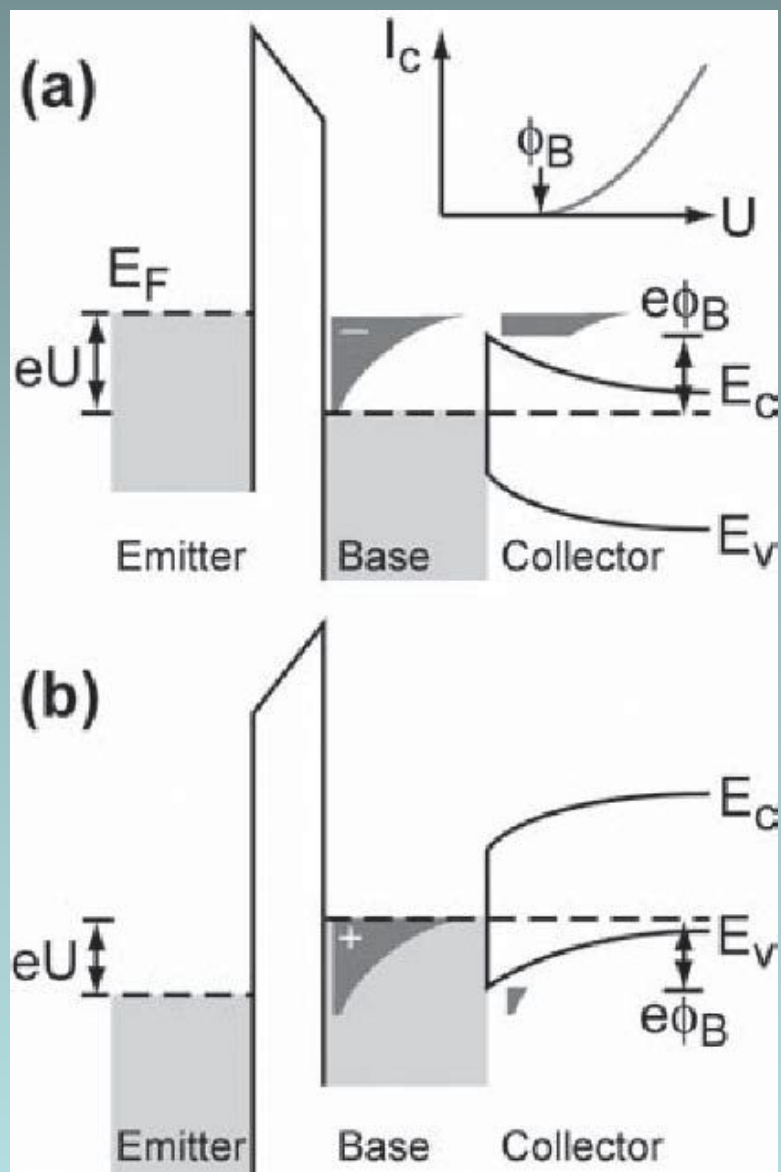 (a)
I_C
ϕ_B
U
E_F
eU
−
eϕ_B
E_C
E_V
Emitter Base Collector
(b)
E_C
eU
+
E_V
eϕ_B
Emitter Base Collector